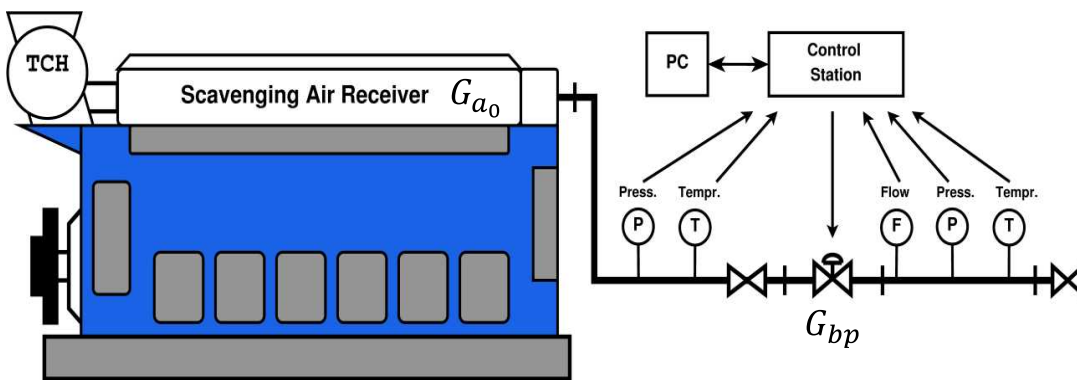 TCH
Scavenging Air Receiver
G_{a_0}
PC
Control
Station
Press.
Tempr.
Flow
Press.
Tempr.
P
T
F
P
T
G_{bp}